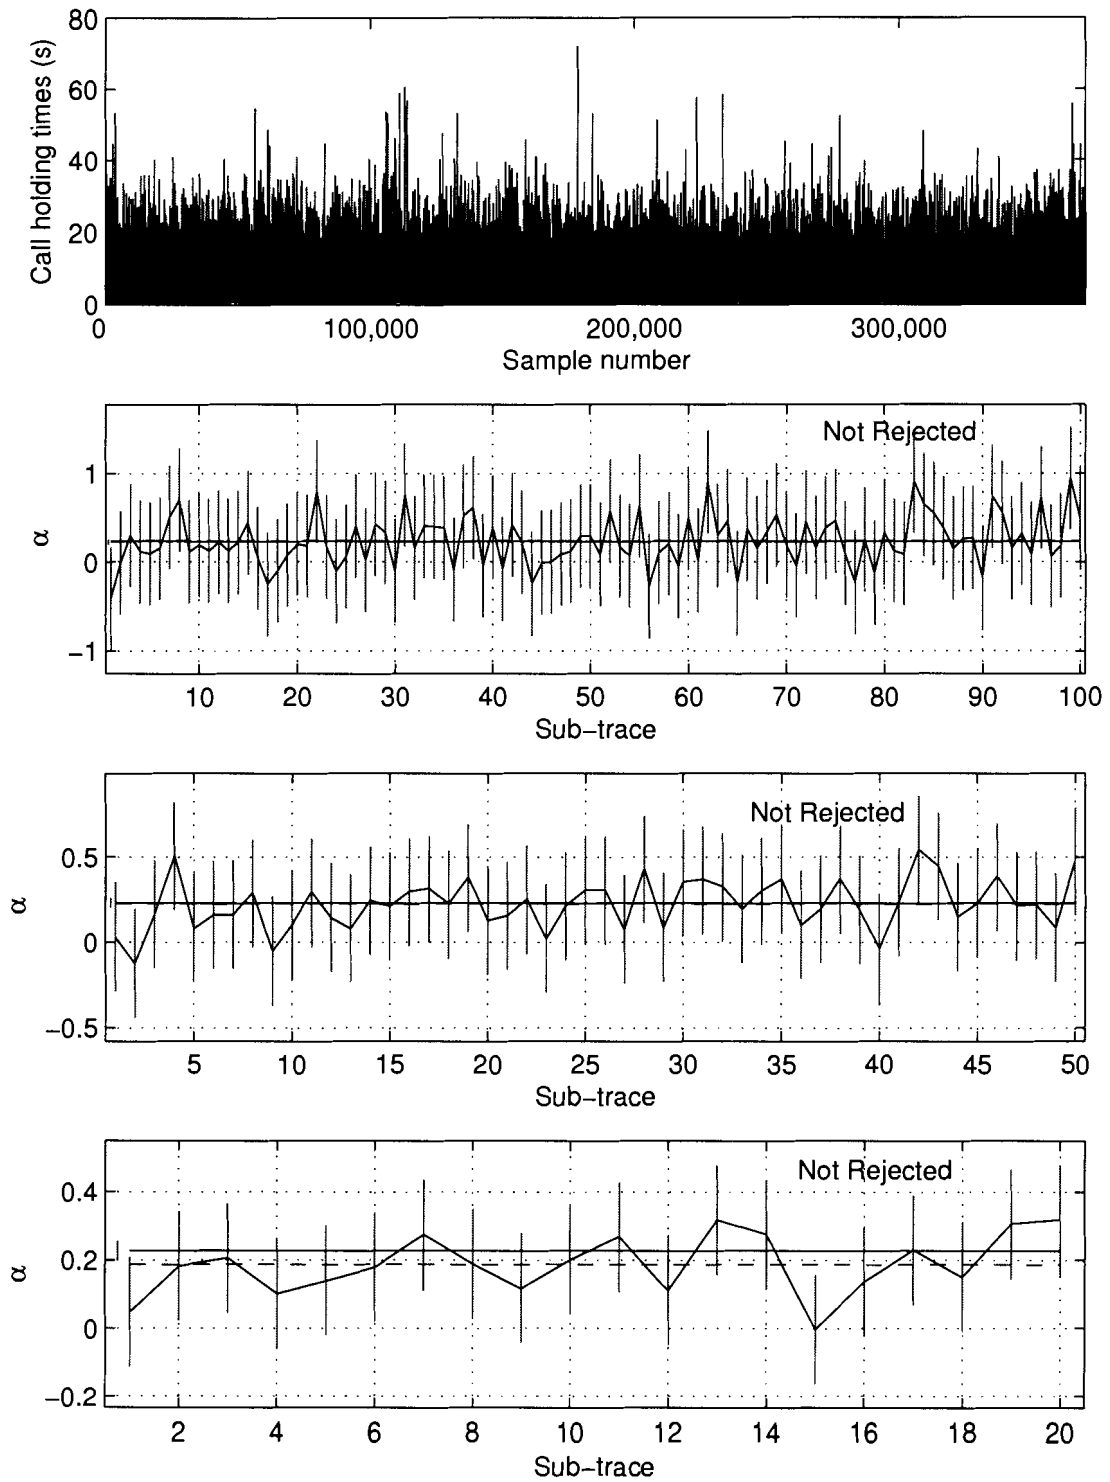 80
60
40
20
0
Call holding times (s)
0 100,000 200,000 300,000
Sample number
Not Rejected
1
0
−1
α
10 20 30 40 50 60 70 80 90 100
Sub−trace
Not Rejected
0.5
0
−0.5
α
5 10 15 20 25 30 35 40 45 50
Sub−trace
Not Rejected
0.4
0.2
0
−0.2
α
2 4 6 8 10 12 14 16 18 20
Sub−trace